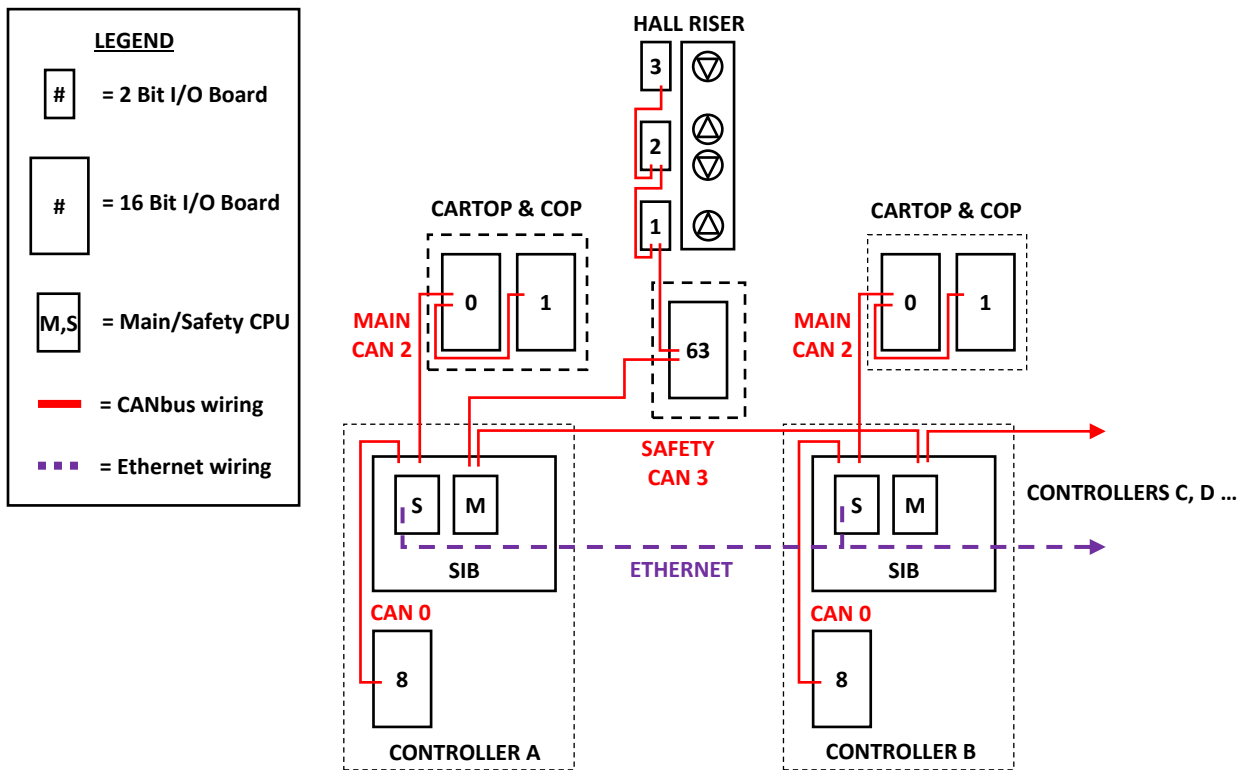 LEGEND
#
= 2 Bit I/O Board
#
= 16 Bit I/O Board
M,S
= Main/Safety CPU
= CANbus wiring
= Ethernet wiring
HALL RISER
3
2
1
CARTOP & COP
0
1
MAIN
CAN 2
63
CARTOP & COP
0
1
MAIN
CAN 2
SAFETY
CAN 3
S
M
SIB
ETHERNET
S
M
SIB
CONTROLLERS C, D ...
CAN 0
8
CONTROLLER A
CAN 0
8
CONTROLLER B